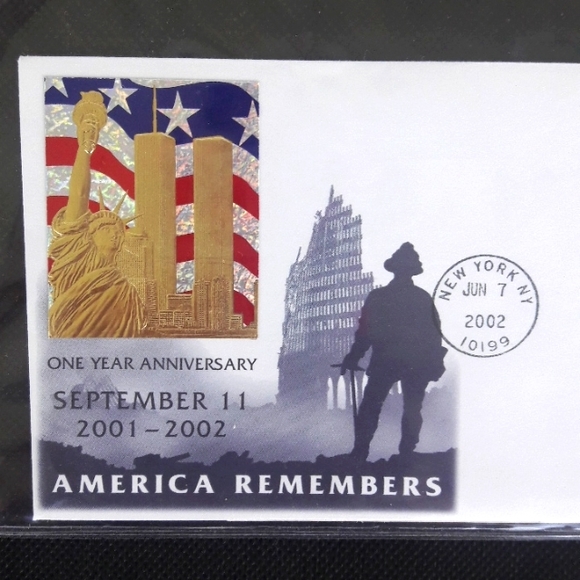 ONE YEAR ANNIVERSARY
SEPTEMBER 11
2001 – 2002
AMERICA REMEMBERS
NEW YORK NY
JUN 7
2002
10199